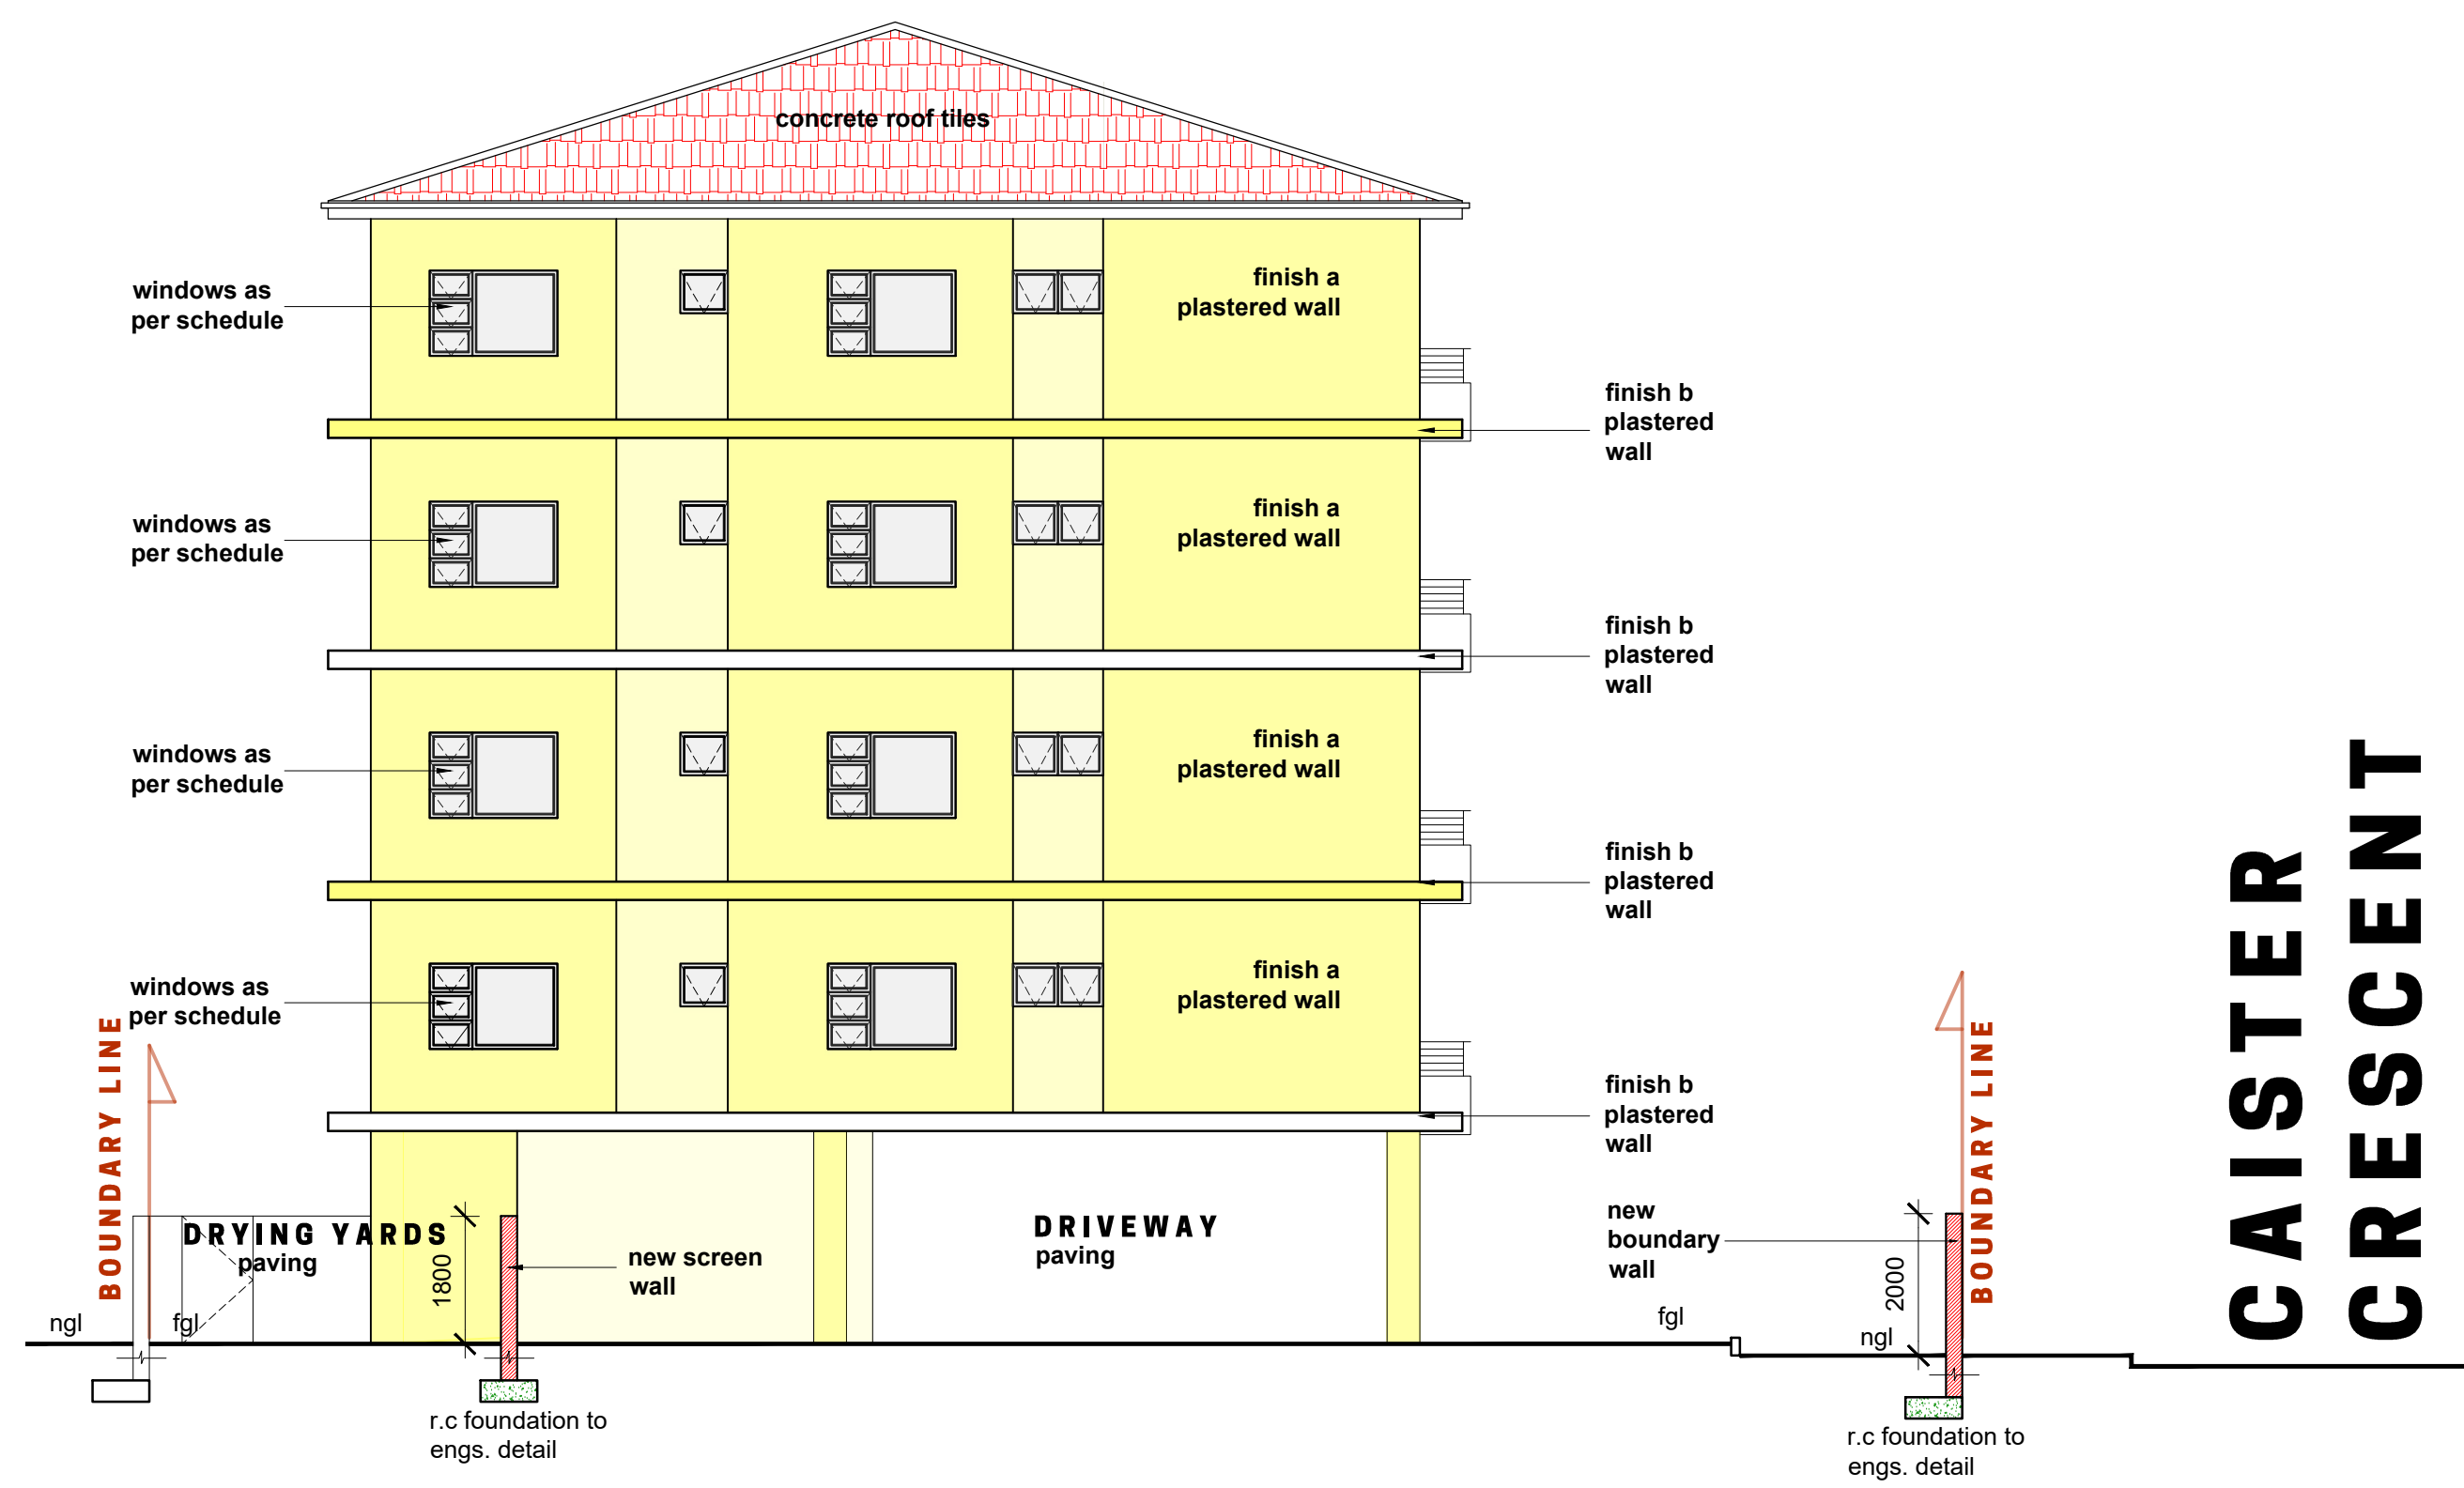 concrete roof tiles
windows as
per schedule
finish a
plastered wall
finish b
plastered
wall
windows as
per schedule
finish a
plastered wall
finish b
plastered
wall
windows as
per schedule
finish a
plastered wall
finish b
plastered
wall
windows as
per schedule
finish a
plastered wall
finish b
plastered
wall
BOUNDARY LINE
DRYING YARDS
paving
1800
new screen
wall
DRIVEWAY
paving
new
boundary
wall
2000
BOUNDARY LINE
CAISTER
CRESCENT
ngl
fgl
fgl
ngl
r.c foundation to
engs. detail
r.c foundation to
engs. detail